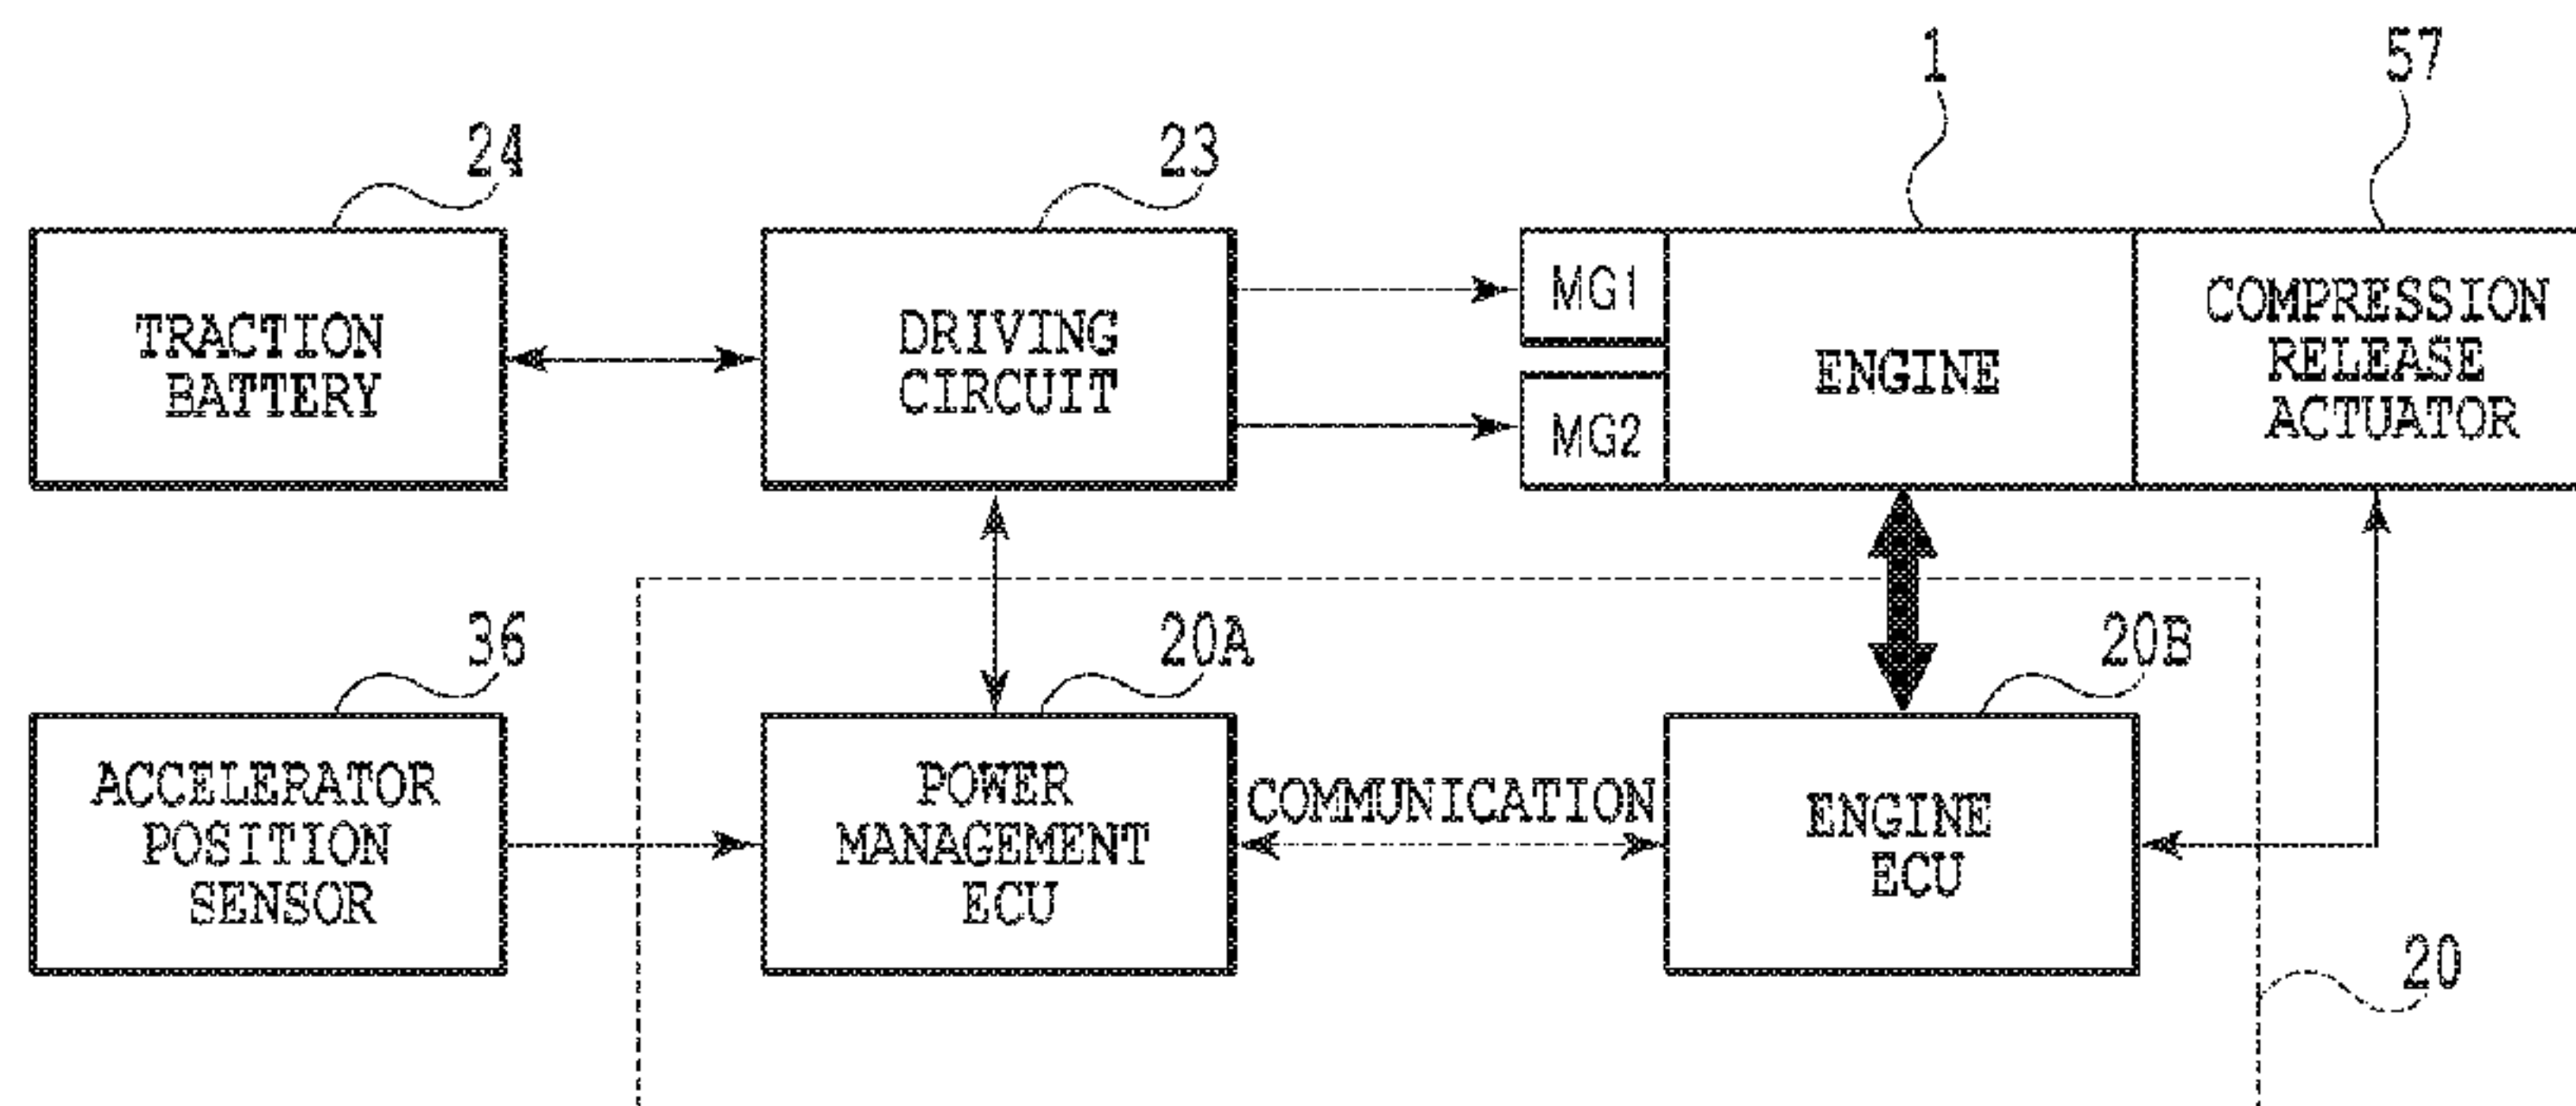 1
57
24
23
TRACTION
BATTERY
DRIVING
CIRCUIT
MG1
MG2
ENGINE
COMPRESSION
RELEASE
ACTUATOR
36
20A
20B
ACCELERATOR
POSITION
SENSOR
POWER
MANAGEMENT
ECU
COMMUNICATION
ENGINE
ECU
20